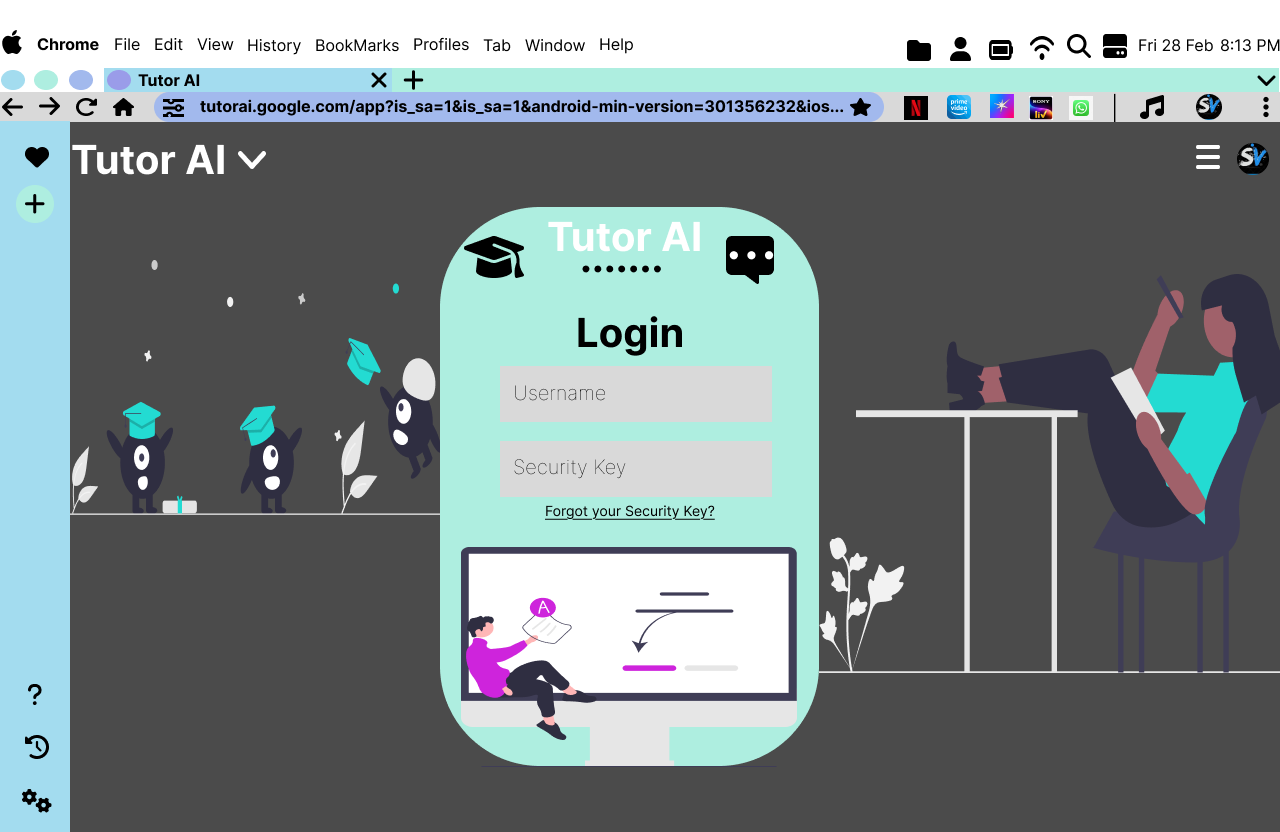 Chrome File Edit View History BookMarks Profiles Tab Window Help Fri 28 Feb 8:13 PM
Tutor AI
tutorai.google.com/app?is_sa=1&is_sa=1&android-min-version=301356232&ios...
N prime video SONY liv SV
Tutor AI SV
Tutor AI
Login
Username
Security Key
Forgot your Security Key?
A